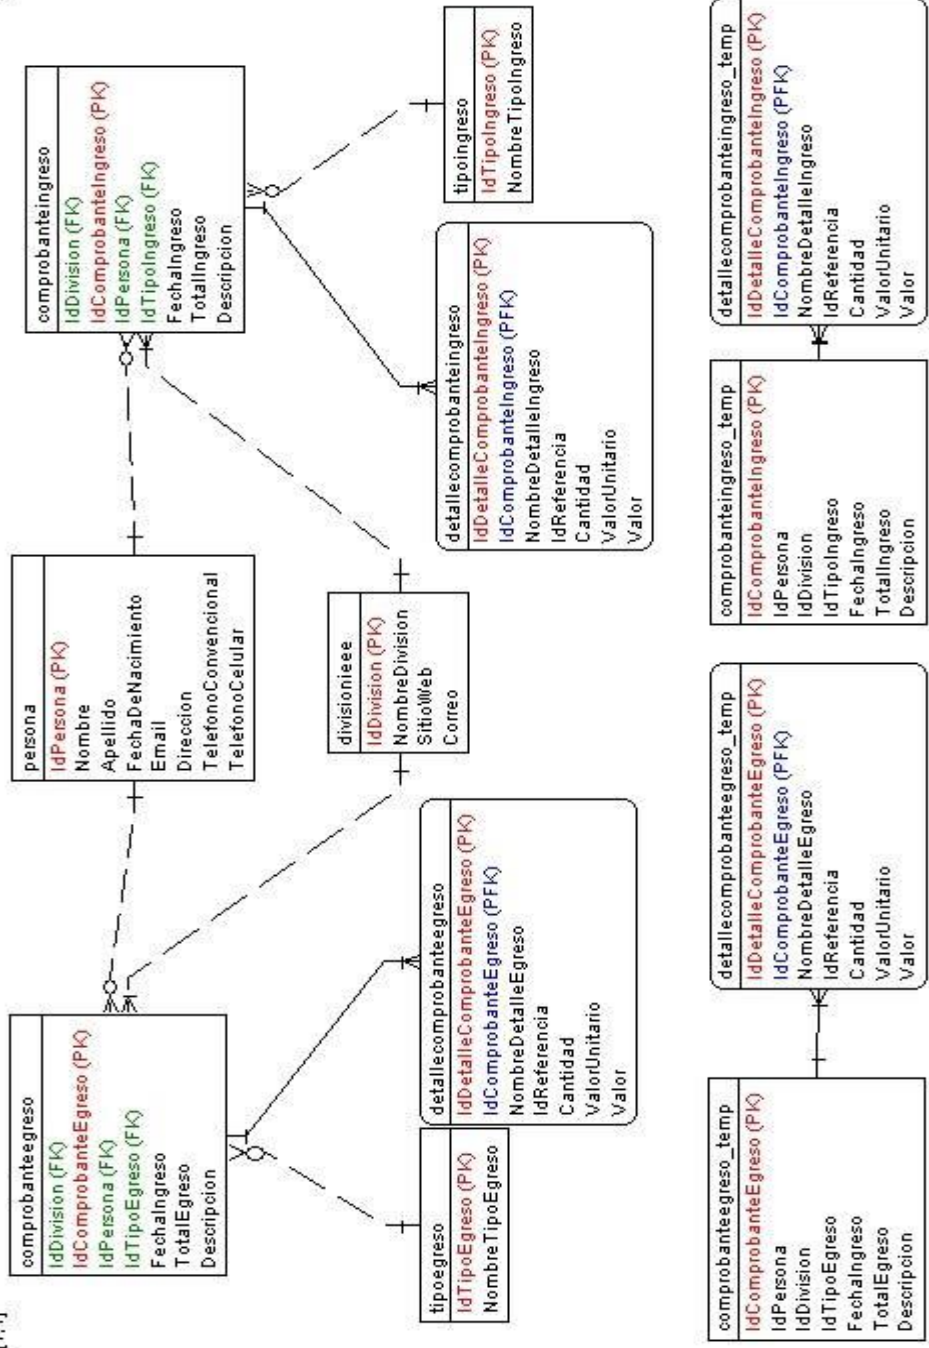 comprobanteegreso
IdDivision (FK)
IdComprobanteEgreso (PK)
IdPersona (FK)
IdTipoEgreso (FK)
FechaIngreso
TotalEgreso
Descripcion
persona
IdPersona (PK)
Nombre
Apellido
FechaDeNacimiento
Email
Direccion
TelefonoConvencional
TelefonoCelular
comprobanteingreso
IdDivision (FK)
IdComprobanteIngreso (PK)
IdPersona (FK)
IdTipoIngreso (FK)
FechaIngreso
TotalIngreso
Descripcion
tipoegreso
IdTipoEgreso (PK)
NombreTipoEgreso
detallecomprobanteegreso
IdDetalleComprobanteEgreso (PK)
IdComprobanteEgreso (PFK)
NombreDetalleEgreso
IdReferencia
Cantidad
ValorUnitario
Valor
divisionieee
IdDivision (PK)
NombreDivision
SitioWeb
Correo
detallecomprobanteingreso
IdDetalleComprobanteIngreso (PK)
IdComprobanteIngreso (PFK)
NombreDetalleIngreso
IdReferencia
Cantidad
ValorUnitario
Valor
tipoingreso
IdTipoIngreso (PK)
NombreTipoIngreso
comprobanteegreso_temp
IdComprobanteEgreso (PK)
IdPersona
IdDivision
IdTipoEgreso
FechaIngreso
TotalEgreso
Descripcion
detallecomprobanteegreso_temp
IdDetalleComprobanteEgreso (PK)
IdComprobanteEgreso (PFK)
NombreDetalleEgreso
IdReferencia
Cantidad
ValorUnitario
Valor
comprobanteingreso_temp
IdComprobanteIngreso (PK)
IdPersona
IdDivision
IdTipoIngreso
FechaIngreso
TotalIngreso
Descripcion
detallecomprobanteingreso_temp
IdDetalleComprobanteIngreso (PK)
IdComprobanteIngreso (PFK)
NombreDetalleIngreso
IdReferencia
Cantidad
ValorUnitario
Valor